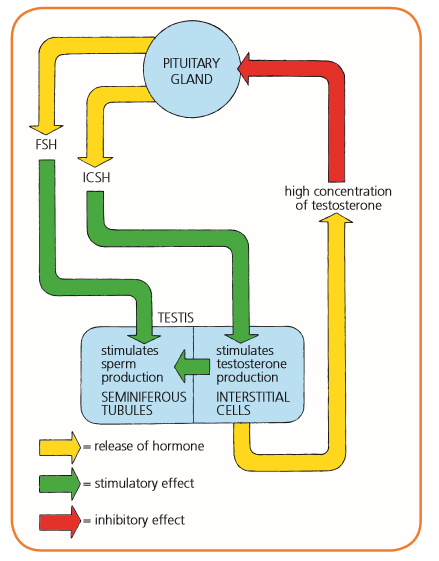 PITUITARY
GLAND
FSH
ICSH
high concentration
of testosterone
TESTIS
stimulates
sperm
production
SEMINIFEROUS
TUBULES
stimulates
testosterone
production
INTERSTITIAL
CELLS
= release of hormone
= stimulatory effect
= inhibitory effect